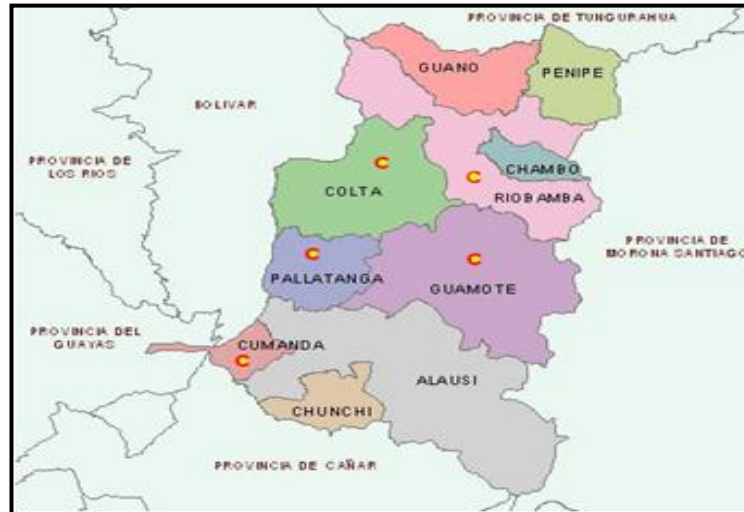 PROVINCIA DE TUNGURAHUA
GUANO
PENIPE
BOLIVAR
PROVINCIA DE
LOS RIOS
C
COLTA
C
CHAMBO
RIOBAMBA
PROVINCIA DE
MORONA SANTIAGO
C
PALLATANGA
C
GUAMOTE
PROVINCIA DEL
GUAYAS
CUMANDA
C
ALAUSI
CHUNCHI
PROVINCIA DE CAÑAR